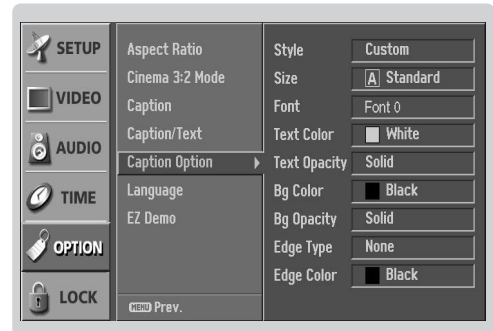 SETUP
VIDEO
AUDIO
TIME
OPTION
LOCK
Aspect Ratio
Cinema 3:2 Mode
Caption
Caption/Text
Caption Option
Language
EZ Demo
MENU Prev.
Style Custom
Size A Standard
Font Font 0
Text Color White
Text Opacity Solid
Bg Color Black
Bg Opacity Solid
Edge Type None
Edge Color Black